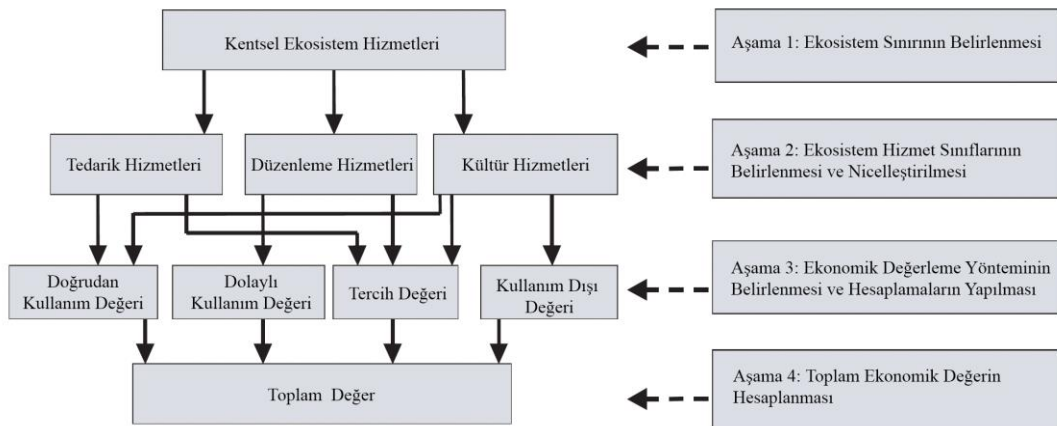 Kentsel Ekosistem Hizmetleri
Aşama 1: Ekosistem Sınırının Belirlenmesi
Tedarik Hizmetleri
Düzenleme Hizmetleri
Kültür Hizmetleri
Aşama 2: Ekosistem Hizmet Sınıflarının
Belirlenmesi ve Nicelleştirilmesi
Doğrudan
Kullanım Değeri
Dolaylı
Kullanım Değeri
Tercih Değeri
Kullanım Dışı
Değeri
Aşama 3: Ekonomik Değerleme Yönteminin
Belirlenmesi ve Hesaplamaların Yapılması
Toplam Değer
Aşama 4: Toplam Ekonomik Değerin
Hesaplanması